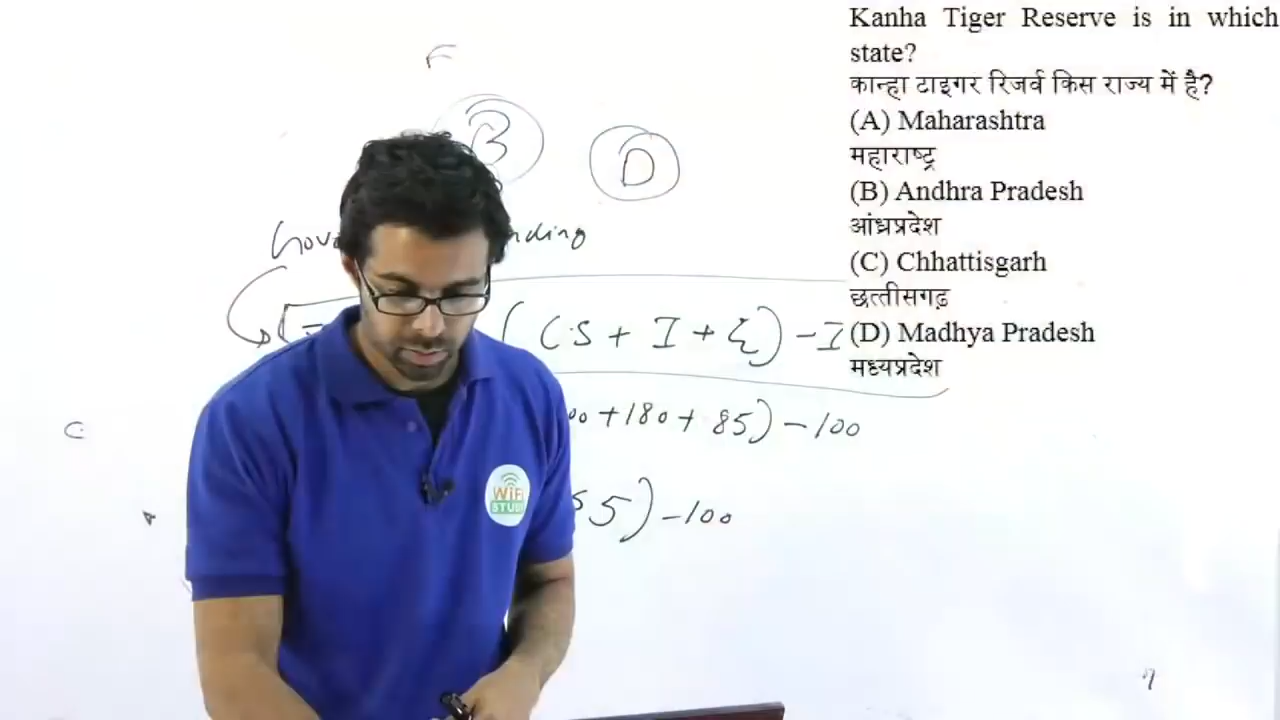 Kanha Tiger Reserve is in which
state?
कान्हा टाइगर रिजर्व किस राज्य में है?
(A) Maharashtra
महाराष्ट्र
(B) Andhra Pradesh
आंध्रप्रदेश
(C) Chhattisgarh
छत्तीसगढ़
(D) Madhya Pradesh
मध्यप्रदेश
F
B D
nding
+ I +
+180+ 85) -100
55) -100
C
WiFi
STUDY